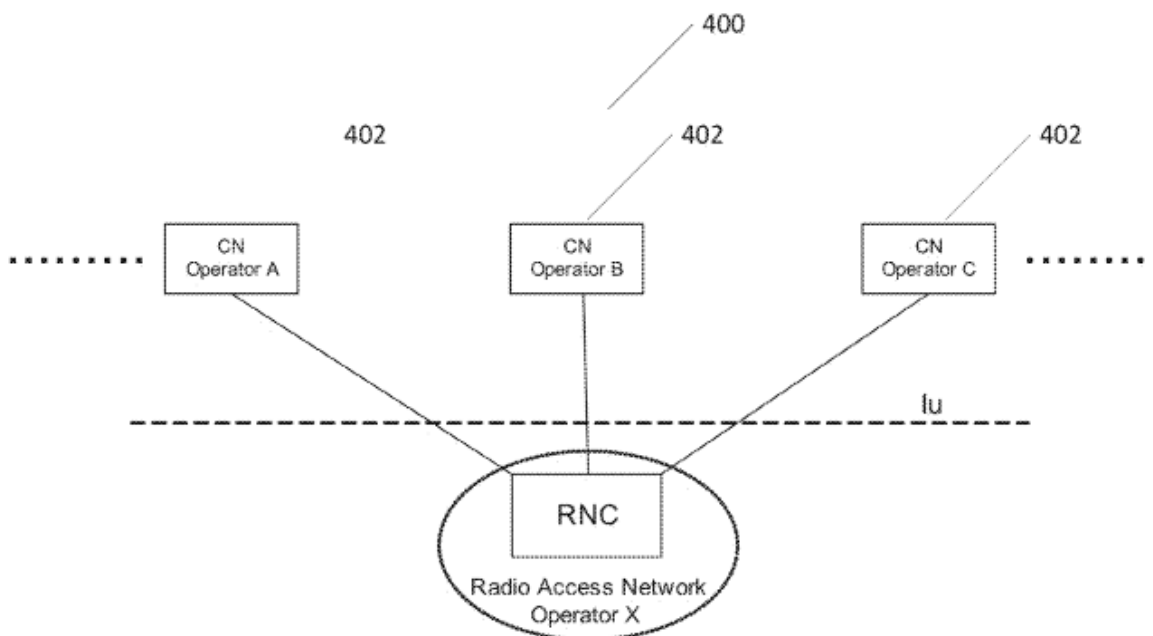 400
402
402
402
CN
Operator A
CN
Operator B
CN
Operator C
Iu
RNC
Radio Access Network
Operator X